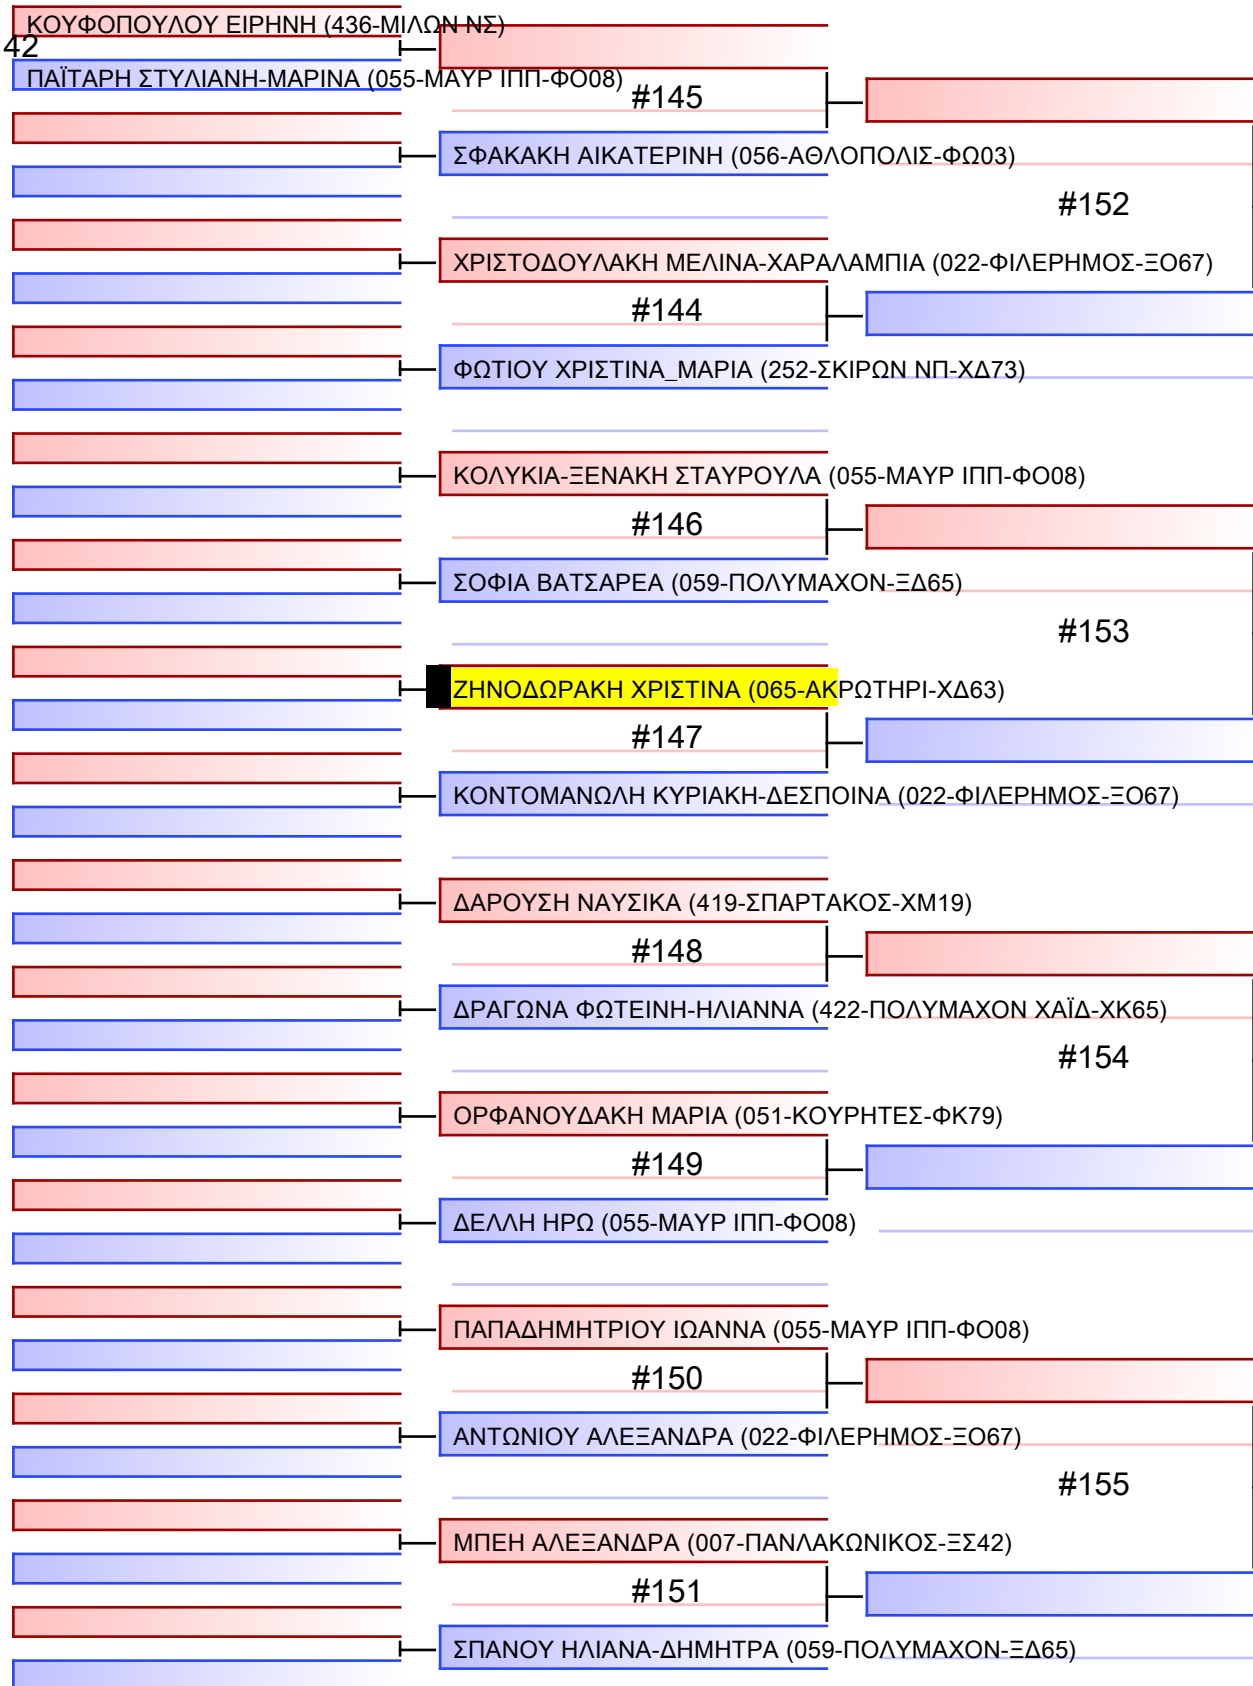 ΚΟΥΦΟΠΟΥΛΟΥ ΕΙΡΗΝΗ (436-ΜΙΛΩΝ ΝΣ)
42
ΠΑΪΤΑΡΗ ΣΤΥΛΙΑΝΗ-ΜΑΡΙΝΑ (055-ΜΑΥΡ ΙΠΠ-ΦΟ08)
#145
ΣΦΑΚΑΚΗ ΑΙΚΑΤΕΡΙΝΗ (056-ΑΘΛΟΠΟΛΙΣ-ΦΩ03)
#152
ΧΡΙΣΤΟΔΟΥΛΑΚΗ ΜΕΛΙΝΑ-ΧΑΡΑΛΑΜΠΙΑ (022-ΦΙΛΕΡΗΜΟΣ-ΞΟ67)
#144
ΦΩΤΙΟΥ ΧΡΙΣΤΙΝΑ_ΜΑΡΙΑ (252-ΣΚΙΡΩΝ ΝΠ-ΧΔ73)
ΚΟΛΥΚΙΑ-ΞΕΝΑΚΗ ΣΤΑΥΡΟΥΛΑ (055-ΜΑΥΡ ΙΠΠ-ΦΟ08)
#146
ΣΟΦΙΑ ΒΑΤΣΑΡΕΑ (059-ΠΟΛΥΜΑΧΟΝ-ΞΔ65)
#153
ΖΗΝΟΔΩΡΑΚΗ ΧΡΙΣΤΙΝΑ (065-ΑΚΡΩΤΗΡΙ-ΧΔ63)
#147
ΚΟΝΤΟΜΑΝΩΛΗ ΚΥΡΙΑΚΗ-ΔΕΣΠΟΙΝΑ (022-ΦΙΛΕΡΗΜΟΣ-ΞΟ67)
ΔΑΡΟΥΣΗ ΝΑΥΣΙΚΑ (419-ΣΠΑΡΤΑΚΟΣ-ΧΜ19)
#148
ΔΡΑΓΩΝΑ ΦΩΤΕΙΝΗ-ΗΛΙΑΝΝΑ (422-ΠΟΛΥΜΑΧΟΝ ΧΑΪΔ-ΧΚ65)
#154
ΟΡΦΑΝΟΥΔΑΚΗ ΜΑΡΙΑ (051-ΚΟΥΡΗΤΕΣ-ΦΚ79)
#149
ΔΕΛΛΗ ΗΡΩ (055-ΜΑΥΡ ΙΠΠ-ΦΟ08)
ΠΑΠΑΔΗΜΗΤΡΙΟΥ ΙΩΑΝΝΑ (055-ΜΑΥΡ ΙΠΠ-ΦΟ08)
#150
ΑΝΤΩΝΙΟΥ ΑΛΕΞΑΝΔΡΑ (022-ΦΙΛΕΡΗΜΟΣ-ΞΟ67)
#155
ΜΠΕΗ ΑΛΕΞΑΝΔΡΑ (007-ΠΑΝΛΑΚΩΝΙΚΟΣ-ΞΣ42)
#151
ΣΠΑΝΟΥ ΗΛΙΑΝΑ-ΔΗΜΗΤΡΑ (059-ΠΟΛΥΜΑΧΟΝ-ΞΔ65)